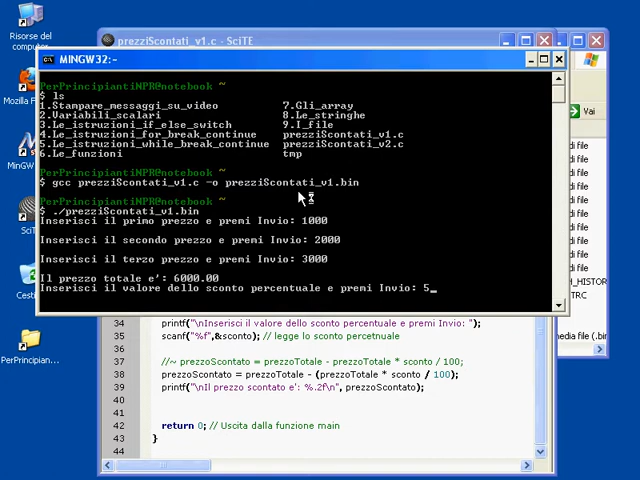 Risorse del
computer
Mozilla F
MinGW
SciTE
PerPrincipian...
prezziScontati_v1.c - SciTE
MINGW32:~
PerPrincipiantiNPR@notebook ~
$ ls
1.Stampare_messaggi_su_video 7.Gli_array
2.Variabili_scalari 8.Le_stringhe
3.Le_istruzioni_if_else_switch 9.I_file
4.Le_istruzioni_for_break_continue prezziScontati_v1.c
5.Le_istruzioni_while_break_continue prezziScontati_v2.c
6.Le_funzioni tmp
PerPrincipiantiNPR@notebook ~
$ gcc prezziScontati_v1.c -o prezziScontati_v1.bin
PerPrincipiantiNPR@notebook ~
$ ./prezziScontati_v1.bin
Inserisci il primo prezzo e premi Invio: 1000
Inserisci il secondo prezzo e premi Invio: 2000
Inserisci il terzo prezzo e premi Invio: 3000
Il prezzo totale e': 6000.00
Inserisci il valore dello sconto percentuale e premi Invio: 5_
34 printf("\nInserisci il valore dello sconto percentuale e premi Invio: ");
35 scanf("%f",&sconto); // legge lo sconto percetnuale
36
37 //~ prezzoScontato = prezzoTotale - prezzoTotale * sconto / 100;
38 prezzoScontato = prezzoTotale - (prezzoTotale * sconto / 100);
39 printf("\nIl prezzo scontato e': %.2f\n", prezzoScontato);
40
41
42 return 0; // Uscita dalla funzione main
43 }
44
Vai
di file
di file
di file
di file
di file
di file
di file
di file
di file
di file
_HISTOR
TRC
media file (.bin